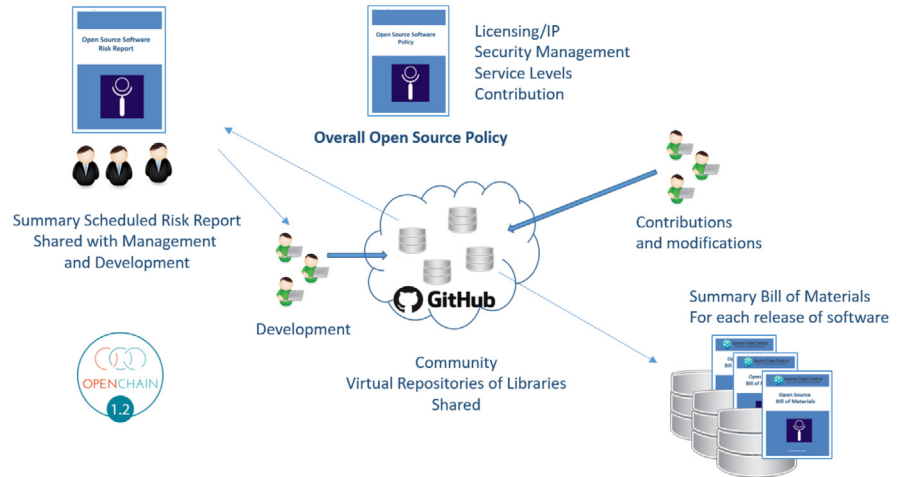 Open Source Software
Risk Report
Open Source Software
Policy
Licensing/IP
Security Management
Service Levels
Contribution
Overall Open Source Policy
Summary Scheduled Risk Report
Shared with Management
and Development
Contributions
and modifications
GitHub
Development
Summary Bill of Materials
For each release of software
Community
Virtual Repositories of Libraries
Shared
OPENCHAIN
1.2
Source Code Control
Open Source
Bill of Materials